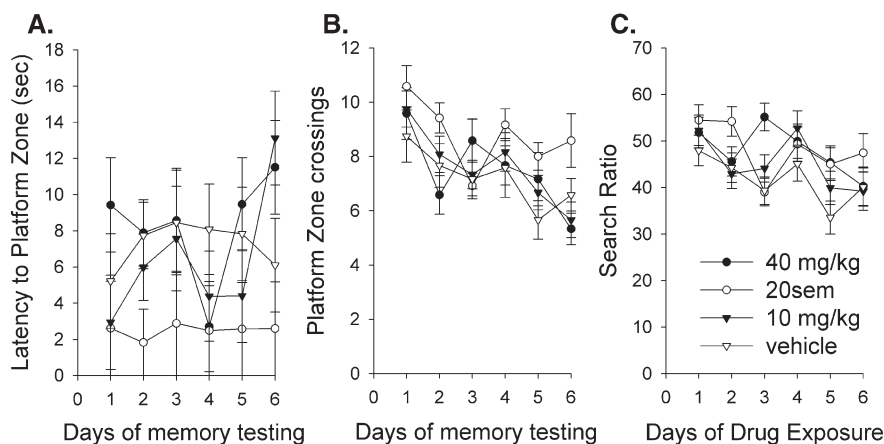 A.
Latency to Platform Zone (sec)
18
16
14
12
10
8
6
4
2
0
0 1 2 3 4 5 6
Days of memory testing
B.
Platform Zone crossings
12
10
8
6
4
2
0
0 1 2 3 4 5 6
Days of memory testing
C.
Search Ratio
70
60
50
40
30
20
10
0
40 mg/kg
20sem
10 mg/kg
vehicle
0 1 2 3 4 5 6
Days of Drug Exposure